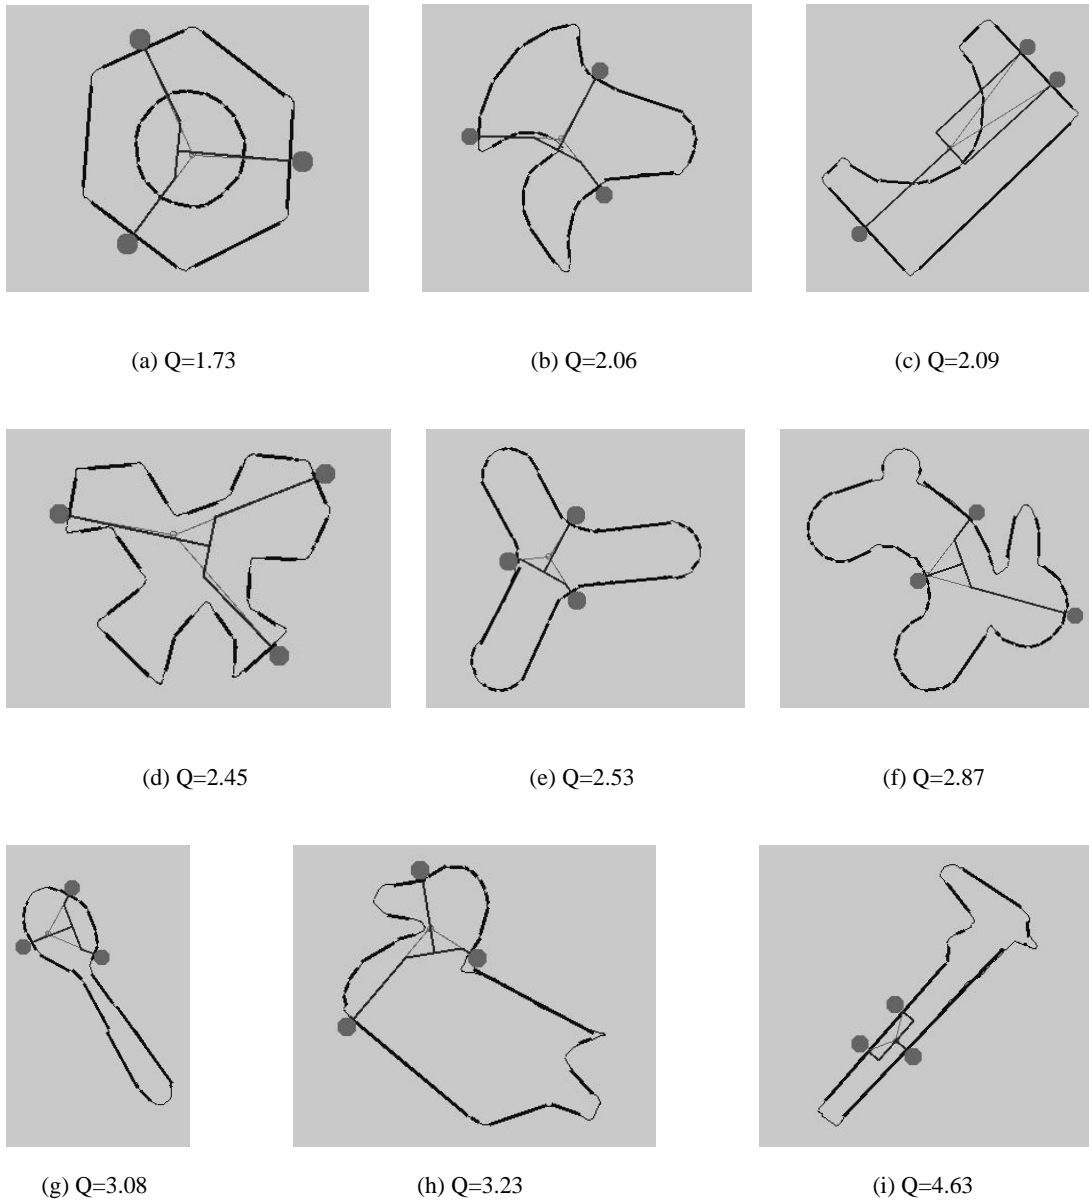 (a) Q=1.73
(b) Q=2.06
(c) Q=2.09
(d) Q=2.45
(e) Q=2.53
(f) Q=2.87
(g) Q=3.08
(h) Q=3.23
(i) Q=4.63